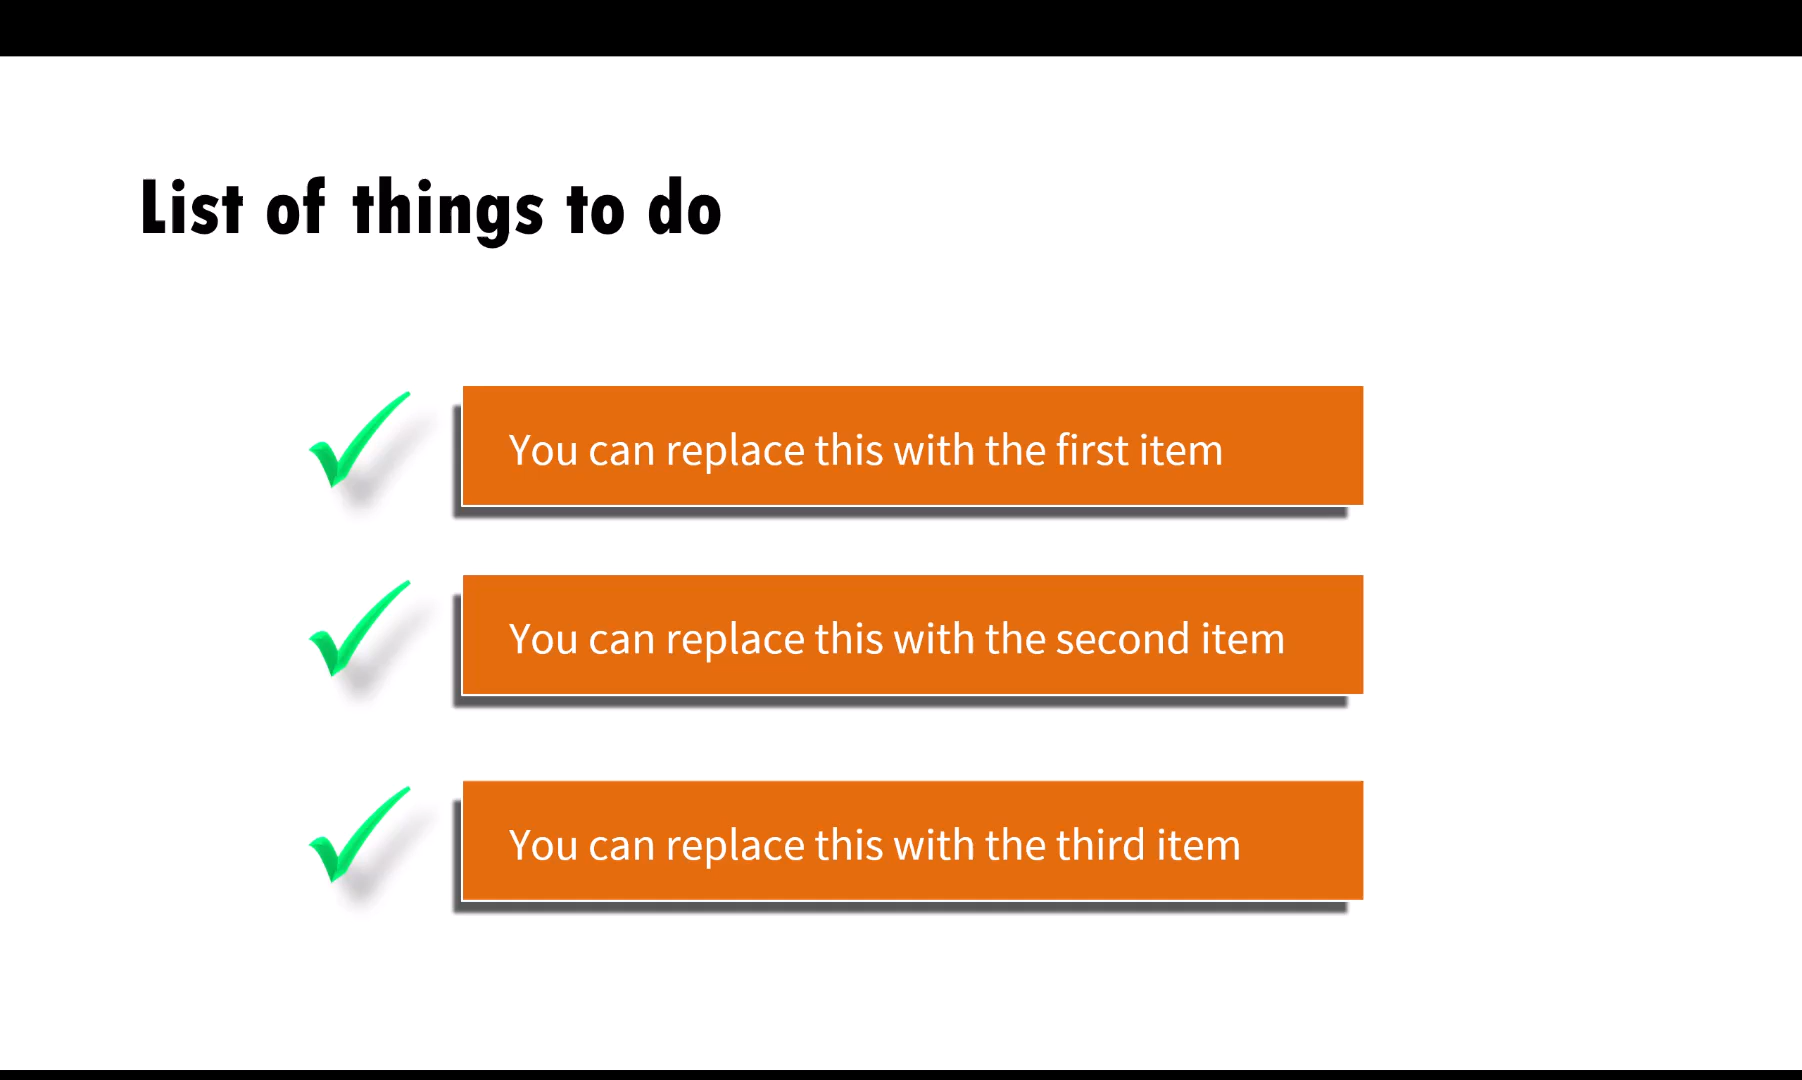 List of things to do
You can replace this with the first item
You can replace this with the second item
You can replace this with the third item